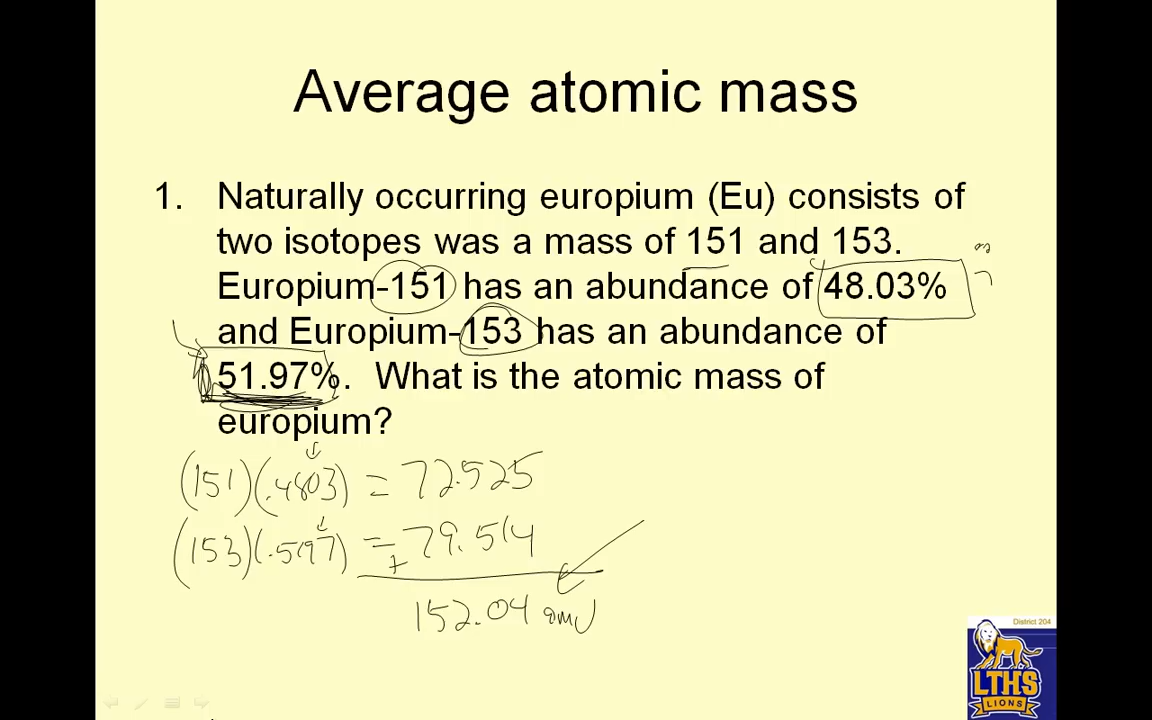 Average atomic mass
1. Naturally occurring europium (Eu) consists of
two isotopes was a mass of 151 and 153.
Europium-151 has an abundance of 48.03%
and Europium-153 has an abundance of
51.97%. What is the atomic mass of
europium?
(151)(.4803) = 72.525
(153)(.5197) = 79.514
+
152.04 amu
District 204
LTHS
LIONS